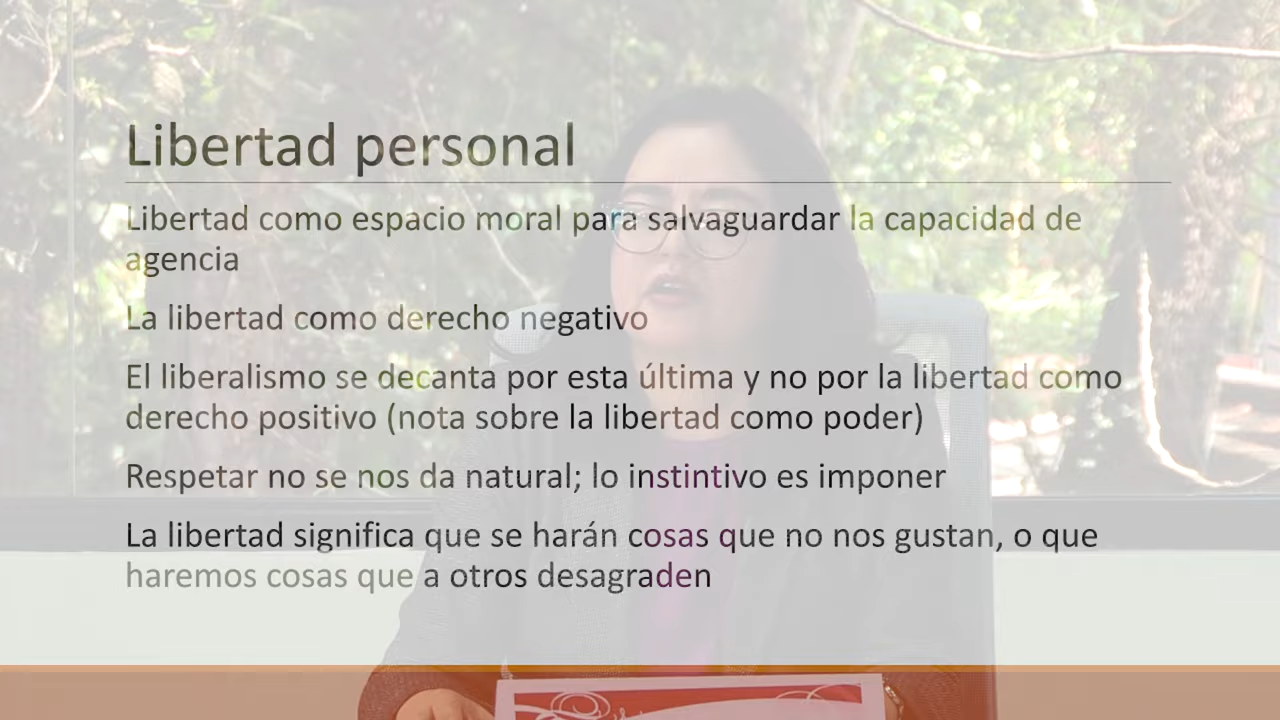 Libertad personal
Libertad como espacio moral para salvaguardar la capacidad de
agencia
La libertad como derecho negativo
El liberalismo se decanta por esta última y no por la libertad como
derecho positivo (nota sobre la libertad como poder)
Respetar no se nos da natural; lo instintivo es imponer
La libertad significa que se harán cosas que no nos gustan, o que
haremos cosas que a otros desagraden